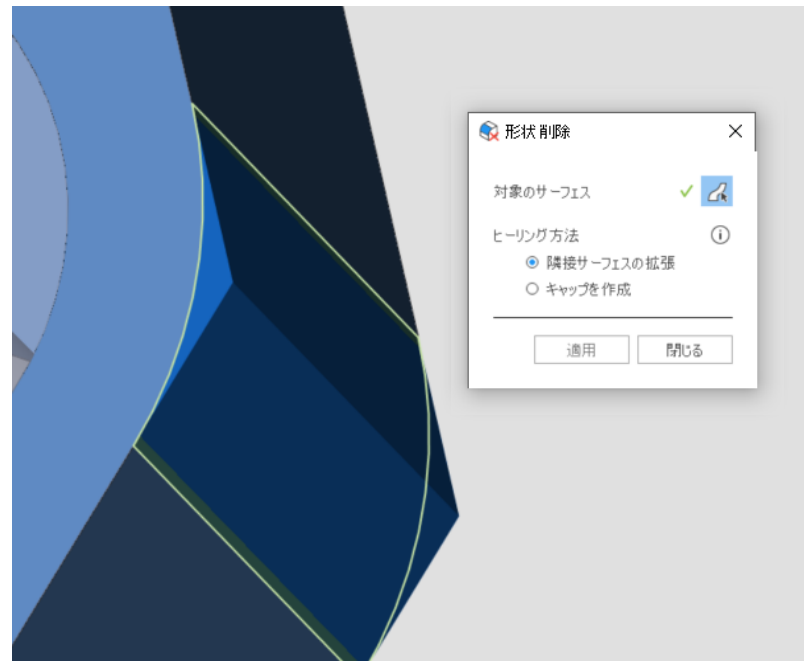 形状削除
対象のサーフェス
ヒーリング方法
隣接サーフェスの拡張
キャップを作成
適用 閉じる